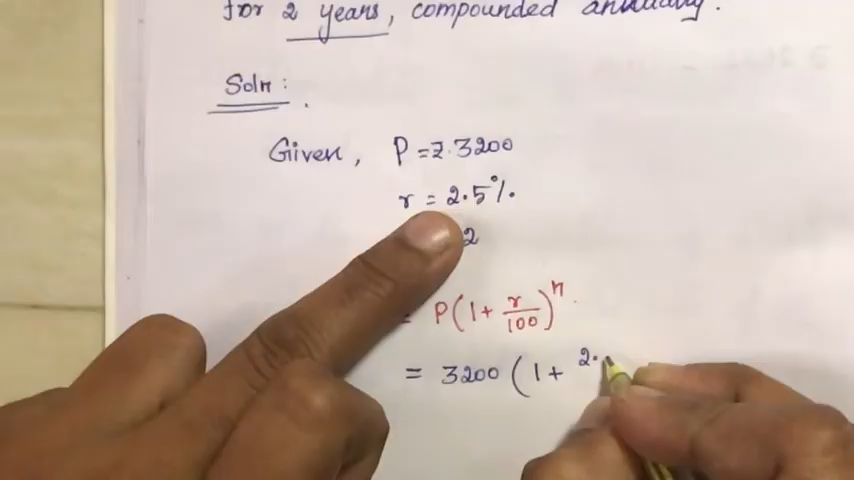 for 2 years, compounded annually.
Soln:
Given, P = ₹.3200
r = 2.5%.
2
= P(1 + r/100)^n.
= 3200 (1 + 2.